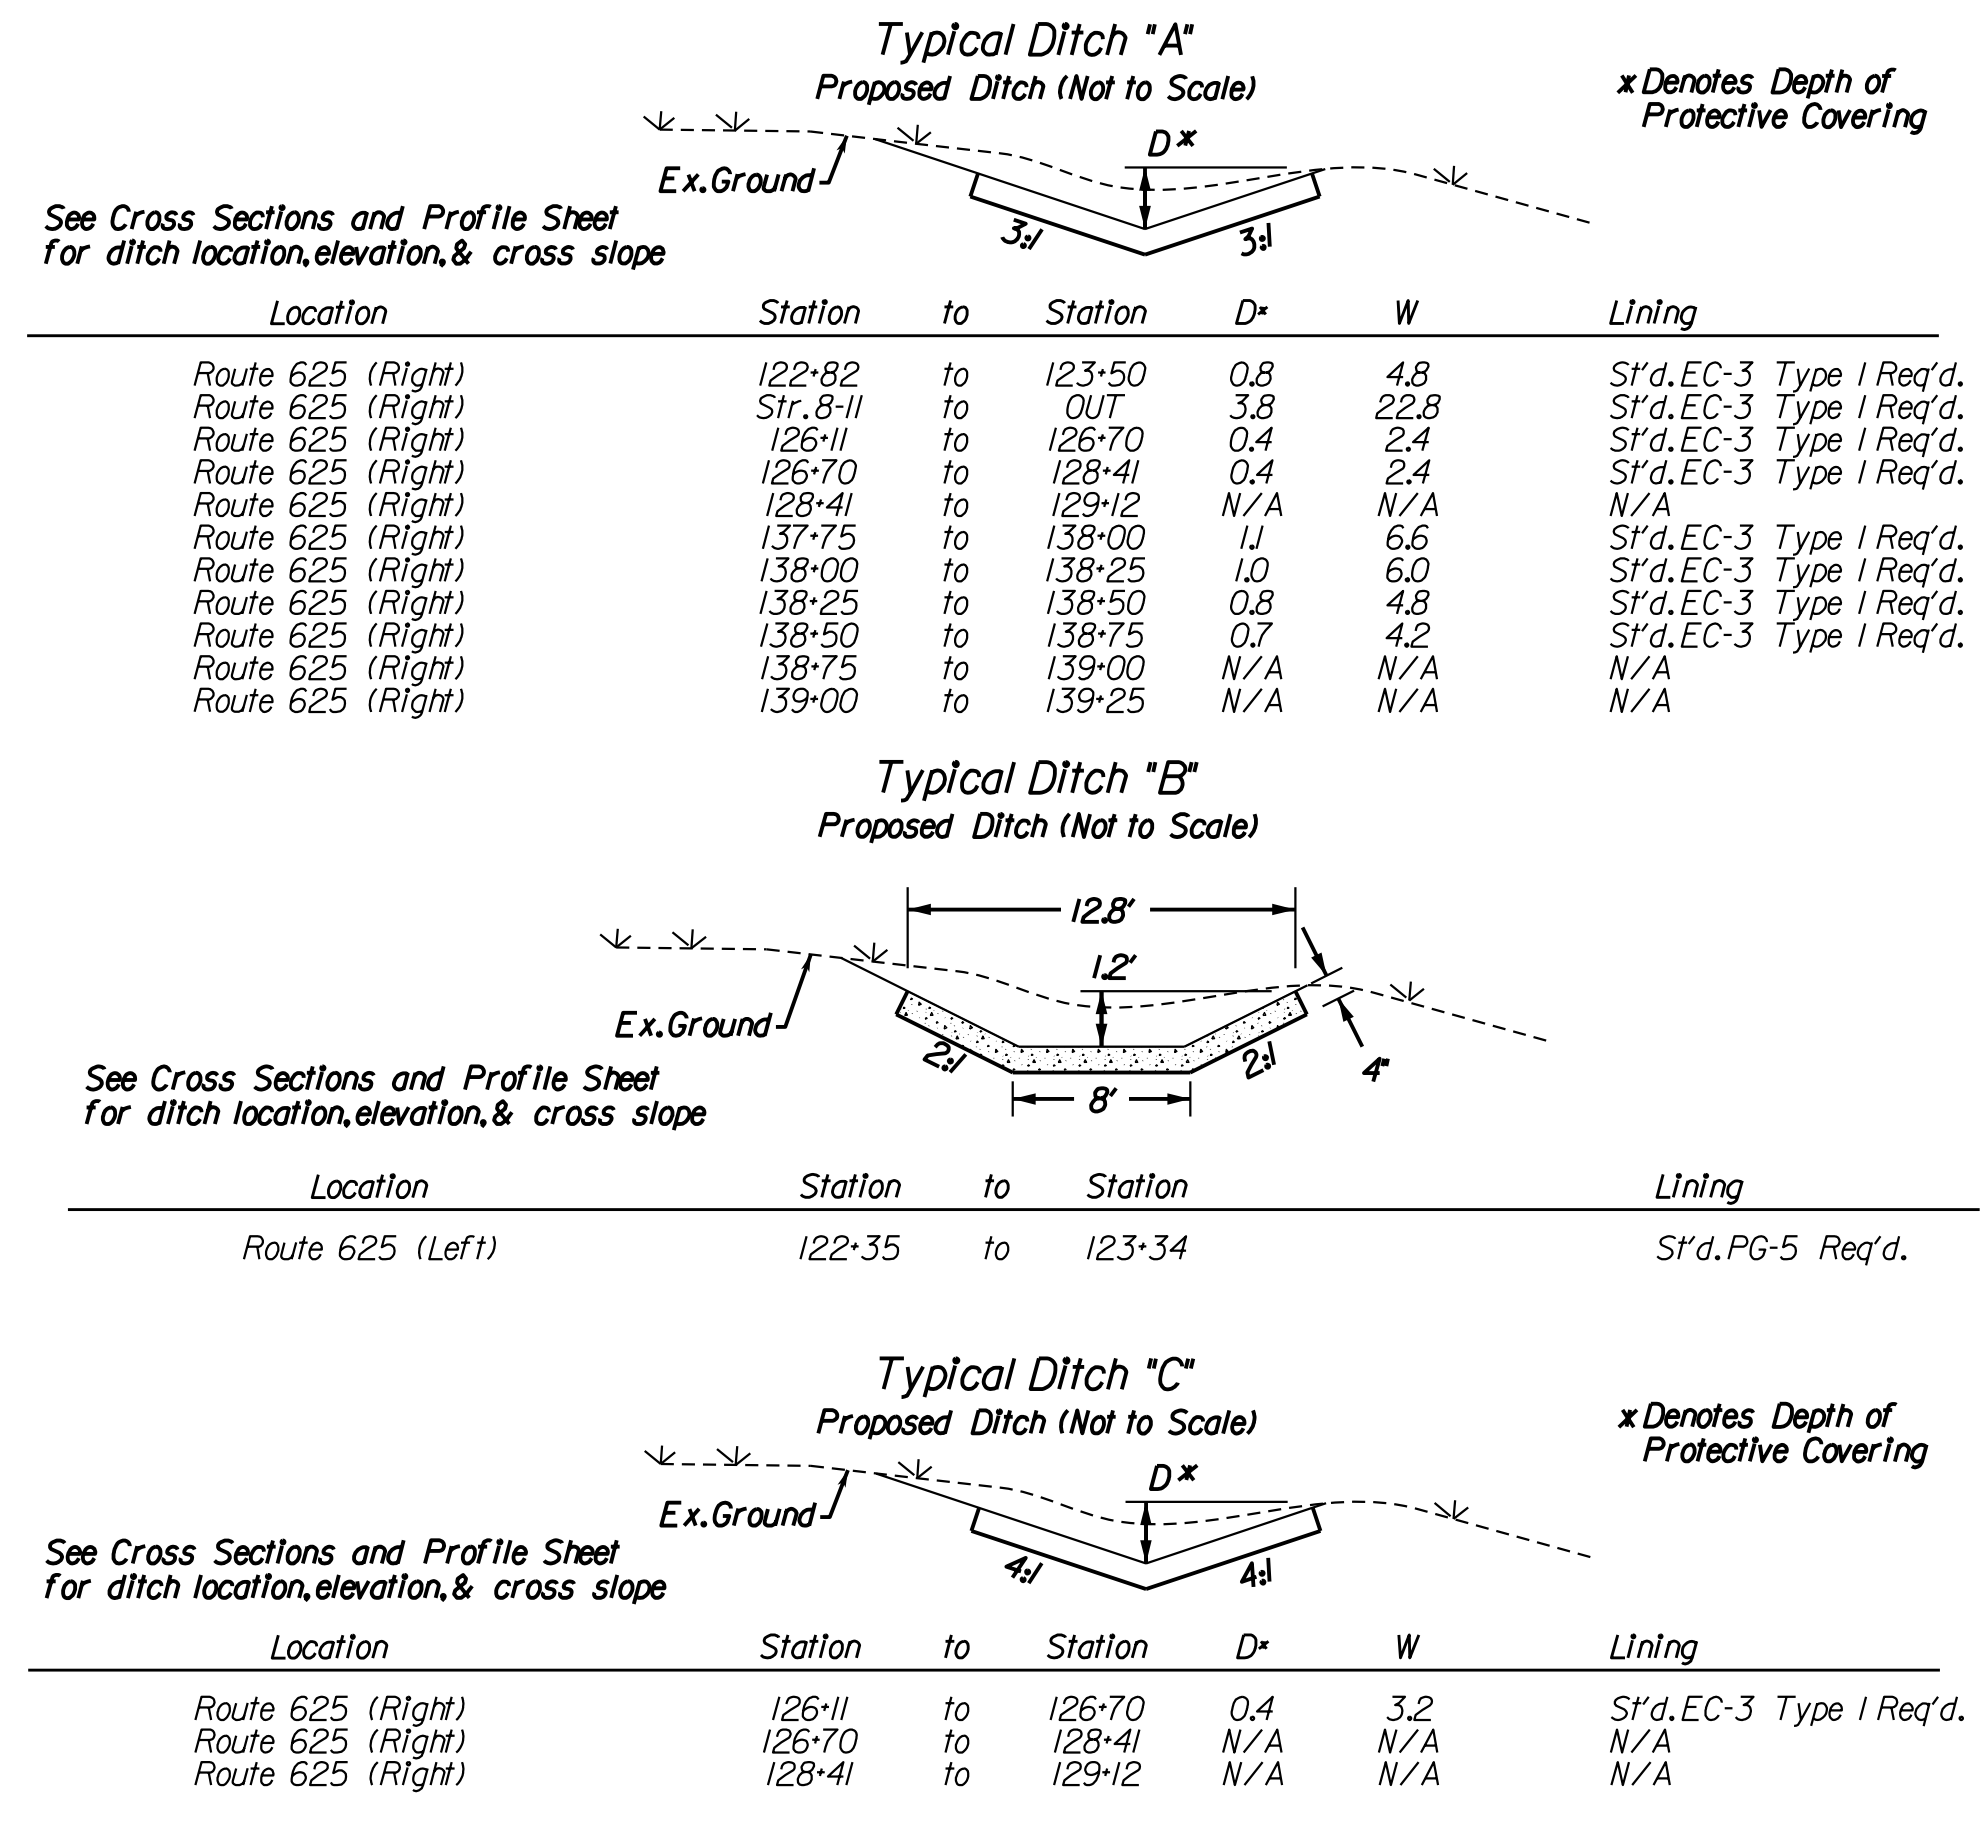 Typical Ditch "A"
Proposed Ditch (Not to Scale)
* Denotes Depth of
Protective Covering
D*
Ex. Ground
See Cross Sections and Profile Sheet
for ditch location, elevation, & cross slope
3:1
3:1
Location Station to Station D* W Lining
Route 625 (Right) 122+82 to 123+50 0.8 4.8 St'd. EC-3 Type I Req'd.
Route 625 (Right) Str. 8-11 to OUT 3.8 22.8 St'd. EC-3 Type I Req'd.
Route 625 (Right) 126+11 to 126+70 0.4 2.4 St'd. EC-3 Type I Req'd.
Route 625 (Right) 126+70 to 128+41 0.4 2.4 St'd. EC-3 Type I Req'd.
Route 625 (Right) 128+41 to 129+12 N/A N/A N/A
Route 625 (Right) 137+75 to 138+00 1.1 6.6 St'd. EC-3 Type I Req'd.
Route 625 (Right) 138+00 to 138+25 1.0 6.0 St'd. EC-3 Type I Req'd.
Route 625 (Right) 138+25 to 138+50 0.8 4.8 St'd. EC-3 Type I Req'd.
Route 625 (Right) 138+50 to 138+75 0.7 4.2 St'd. EC-3 Type I Req'd.
Route 625 (Right) 138+75 to 139+00 N/A N/A N/A
Route 625 (Right) 139+00 to 139+25 N/A N/A N/A
Typical Ditch "B"
Proposed Ditch (Not to Scale)
12.8'
1.2'
Ex. Ground
2:1
2:1
4"
8'
See Cross Sections and Profile Sheet
for ditch location, elevation, & cross slope
Location Station to Station Lining
Route 625 (Left) 122+35 to 123+34 St'd. PG-5 Req'd.
Typical Ditch "C"
Proposed Ditch (Not to Scale)
* Denotes Depth of
Protective Covering
D*
Ex. Ground
See Cross Sections and Profile Sheet
for ditch location, elevation, & cross slope
4:1
4:1
Location Station to Station D* W Lining
Route 625 (Right) 126+11 to 126+70 0.4 3.2 St'd. EC-3 Type I Req'd.
Route 625 (Right) 126+70 to 128+41 N/A N/A N/A
Route 625 (Right) 128+41 to 129+12 N/A N/A N/A